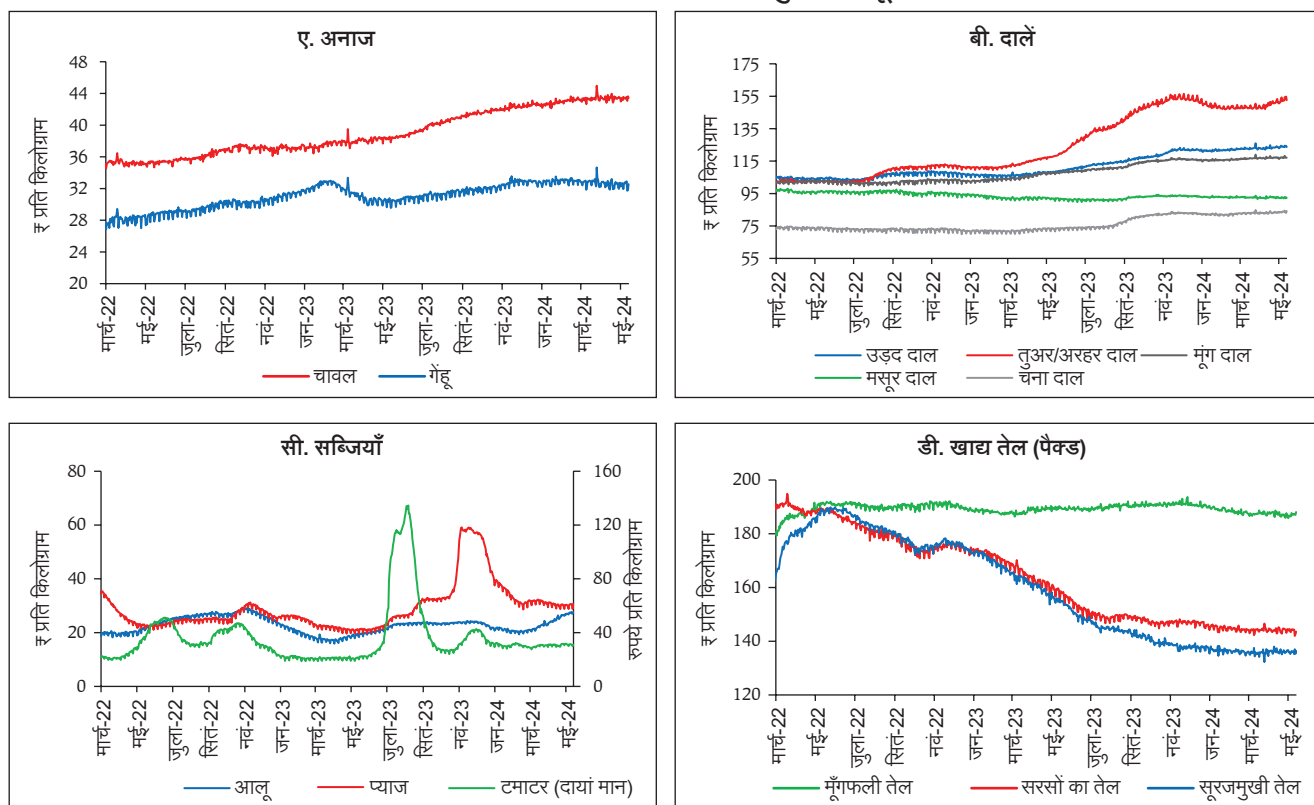 ए. अनाज
₹ प्रति किलोग्राम
48
44
40
36
32
28
24
20
मार्च-22
मई-22
जुला-22
सितं-22
नवं-22
जन-23
मार्च-23
मई-23
जुला-23
सितं-23
नवं-23
जन-24
मार्च-24
मई-24
चावल गेंहू
बी. दालें
₹ प्रति किलोग्राम
175
155
135
115
95
75
55
मार्च-22
मई-22
जुला-22
सितं-22
नवं-22
जन-23
मार्च-23
मई-23
जुला-23
सितं-23
नवं-23
जन-24
मार्च-24
मई-24
उड़द दाल तुअर/अरहर दाल मूंग दाल
मसूर दाल चना दाल
सी. सब्जियाँ
₹ प्रति किलोग्राम
80
60
40
20
0
160
120
80
40
0
रुपये प्रति किलोग्राम
मार्च-22
मई-22
जुला-22
सितं-22
नवं-22
जन-23
मार्च-23
मई-23
जुला-23
सितं-23
नवं-23
जन-24
मार्च-24
मई-24
आलू प्याज टमाटर (दायां मान)
डी. खाद्य तेल (पैक्ड)
₹ प्रति किलोग्राम
200
180
160
140
120
मार्च-22
मई-22
जुला-22
सितं-22
नवं-22
जन-23
मार्च-23
मई-23
जुला-23
सितं-23
नवं-23
जन-24
मार्च-24
मई-24
मूँगफली तेल सरसों का तेल सूरजमुखी तेल